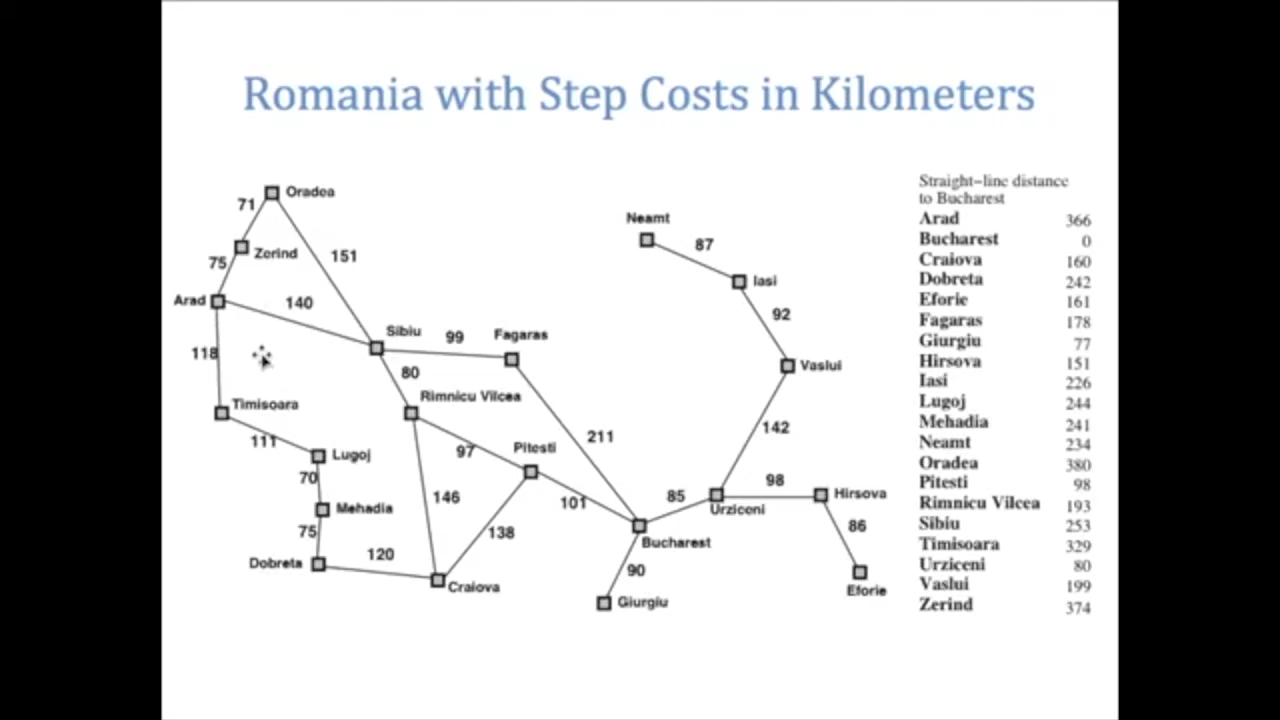 Romania with Step Costs in Kilometers
Oradea
71
Zerind
151
75
Arad
140
118
Sibiu
99
Fagaras
80
Rimnicu Vilcea
Timisoara
111
Lugoj
70
Mehadia
75
Dobreta
120
Craiova
146
97
Pitesti
138
101
211
Bucharest
90
Giurgiu
85
Urziceni
98
Hirsova
86
Eforie
142
Vaslui
92
Iasi
87
Neamt
Straight-line distance
to Bucharest
Arad 366
Bucharest 0
Craiova 160
Dobreta 242
Eforie 161
Fagaras 178
Giurgiu 77
Hirsova 151
Iasi 226
Lugoj 244
Mehadia 241
Neamt 234
Oradea 380
Pitesti 98
Rimnicu Vilcea 193
Sibiu 253
Timisoara 329
Urziceni 80
Vaslui 199
Zerind 374